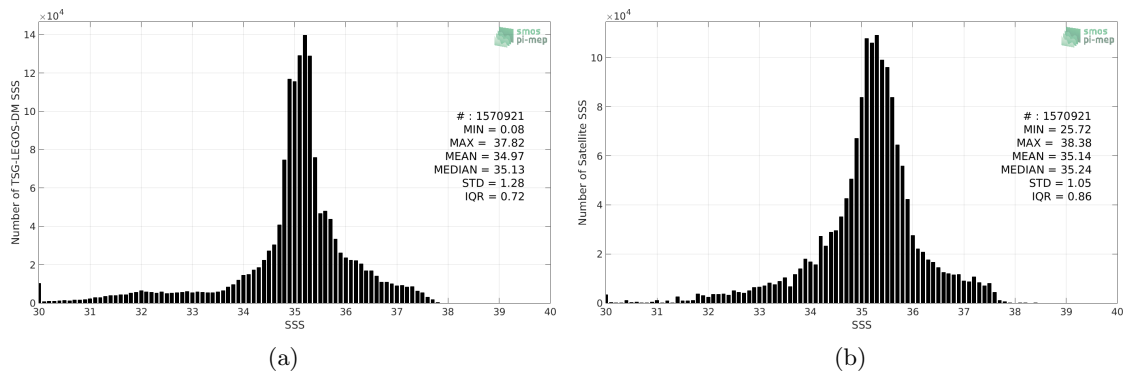 ×10⁴
14
12
10
8
6
4
2
0
Number of TSG-LEGOS-DM SSS
30 31 32 33 34 35 36 37 38 39 40
SSS
smos
pi-mep
# : 1570921
MIN = 0.08
MAX = 37.82
MEAN = 34.97
MEDIAN = 35.13
STD = 1.28
IQR = 0.72
(a)
×10⁴
10
8
6
4
2
0
Number of Satellite SSS
30 31 32 33 34 35 36 37 38 39 40
SSS
smos
pi-mep
# : 1570921
MIN = 25.72
MAX = 38.38
MEAN = 35.14
MEDIAN = 35.24
STD = 1.05
IQR = 0.86
(b)